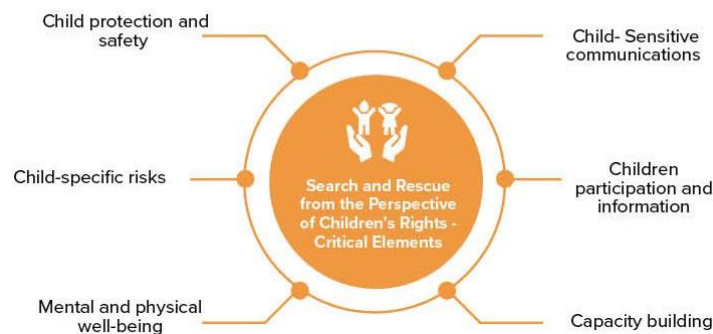 Child protection and
safety
Child- Sensitive
communications
Child-specific risks
Search and Rescue
from the Perspective
of Children's Rights -
Critical Elements
Children
participation and
information
Mental and physical
well-being
Capacity building